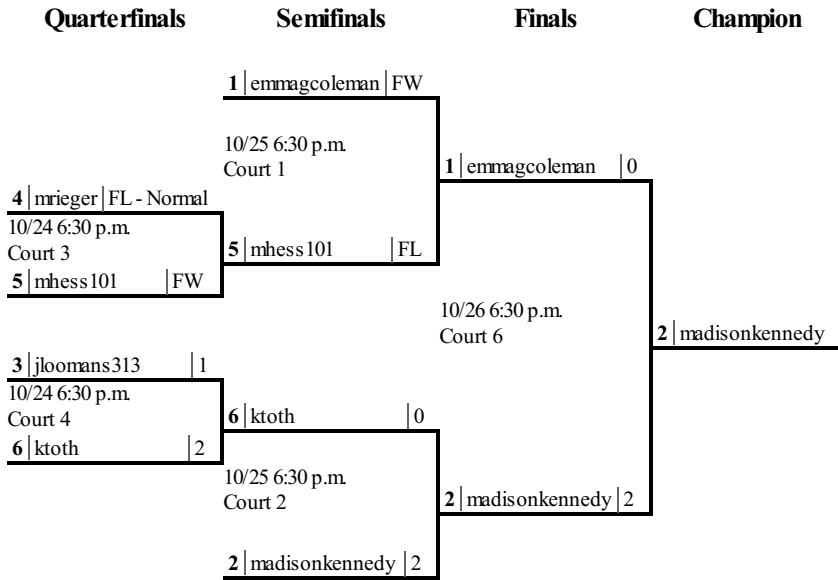 Quarterfinals Semifinals Finals Champion
1 emmagcoleman FW
10/25 6:30 p.m.
Court 1
1 emmagcoleman 0
4 mrieger FL - Normal
10/24 6:30 p.m.
Court 3
5 mhess101 FL
5 mhess101 FW
10/26 6:30 p.m.
Court 6
2 madisonkennedy
3 jloomans313 1
10/24 6:30 p.m.
Court 4
6 ktoth 0
6 ktoth 2
10/25 6:30 p.m.
Court 2
2 madisonkennedy 2
2 madisonkennedy 2